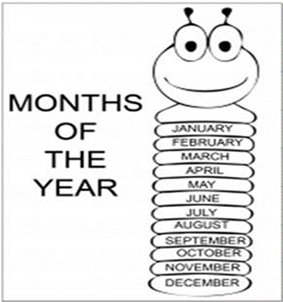 MONTHS
OF
THE
YEAR
JANUARY
FEBRUARY
MARCH
APRIL
MAY
JUNE
JULY
AUGUST
SEPTEMBER
OCTOBER
NOVEMBER
DECEMBER